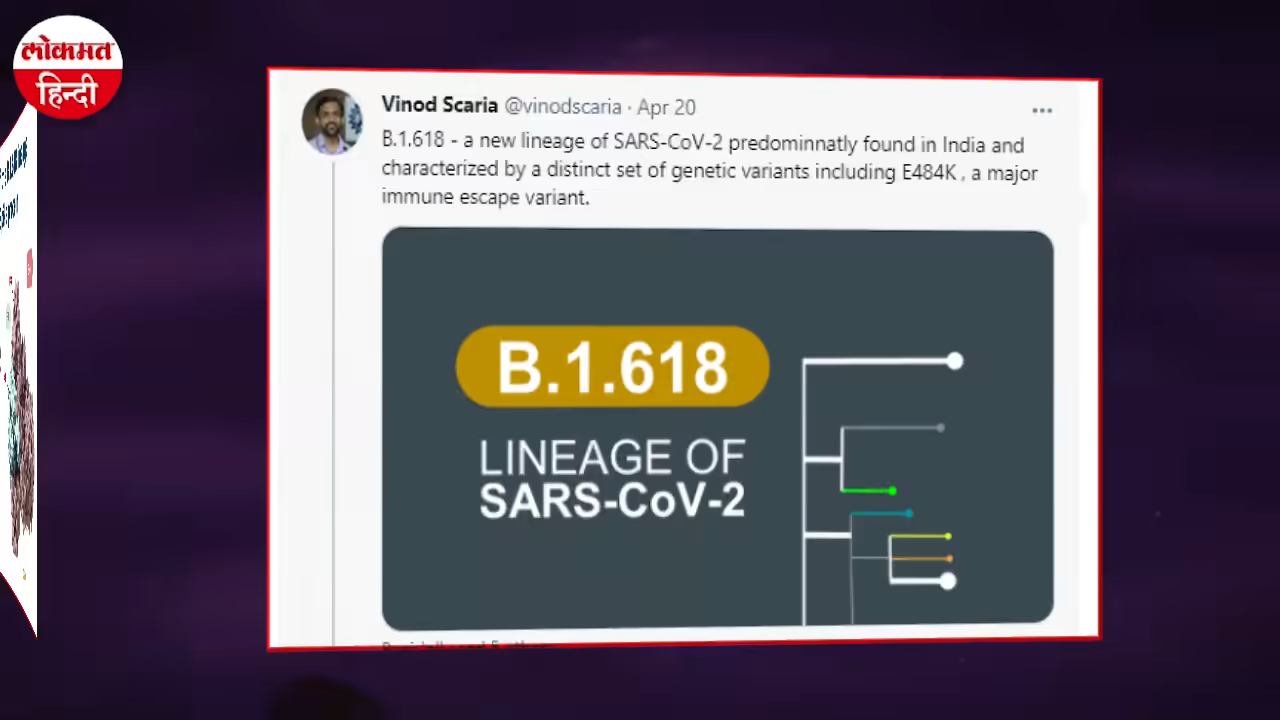 लोकमत
हिन्दी
Vinod Scaria @vinodscaria · Apr 20
B.1.618 - a new lineage of SARS-CoV-2 predominnatly found in India and
characterized by a distinct set of genetic variants including E484K , a major
immune escape variant.
B.1.618
LINEAGE OF
SARS-CoV-2